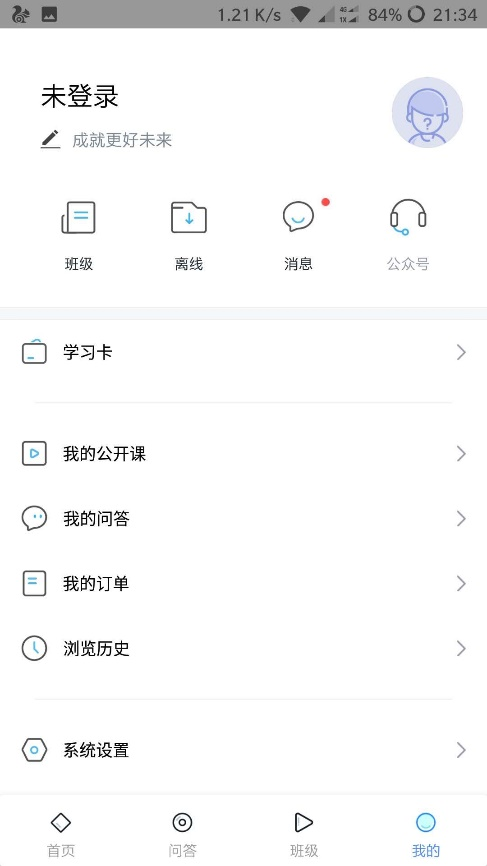 1.21 K/s 4G 1X 84% 21:34
未登录
成就更好未来
?
班级 离线 消息 公众号
学习卡
我的公开课
我的问答
我的订单
浏览历史
系统设置
首页 问答 班级 我的